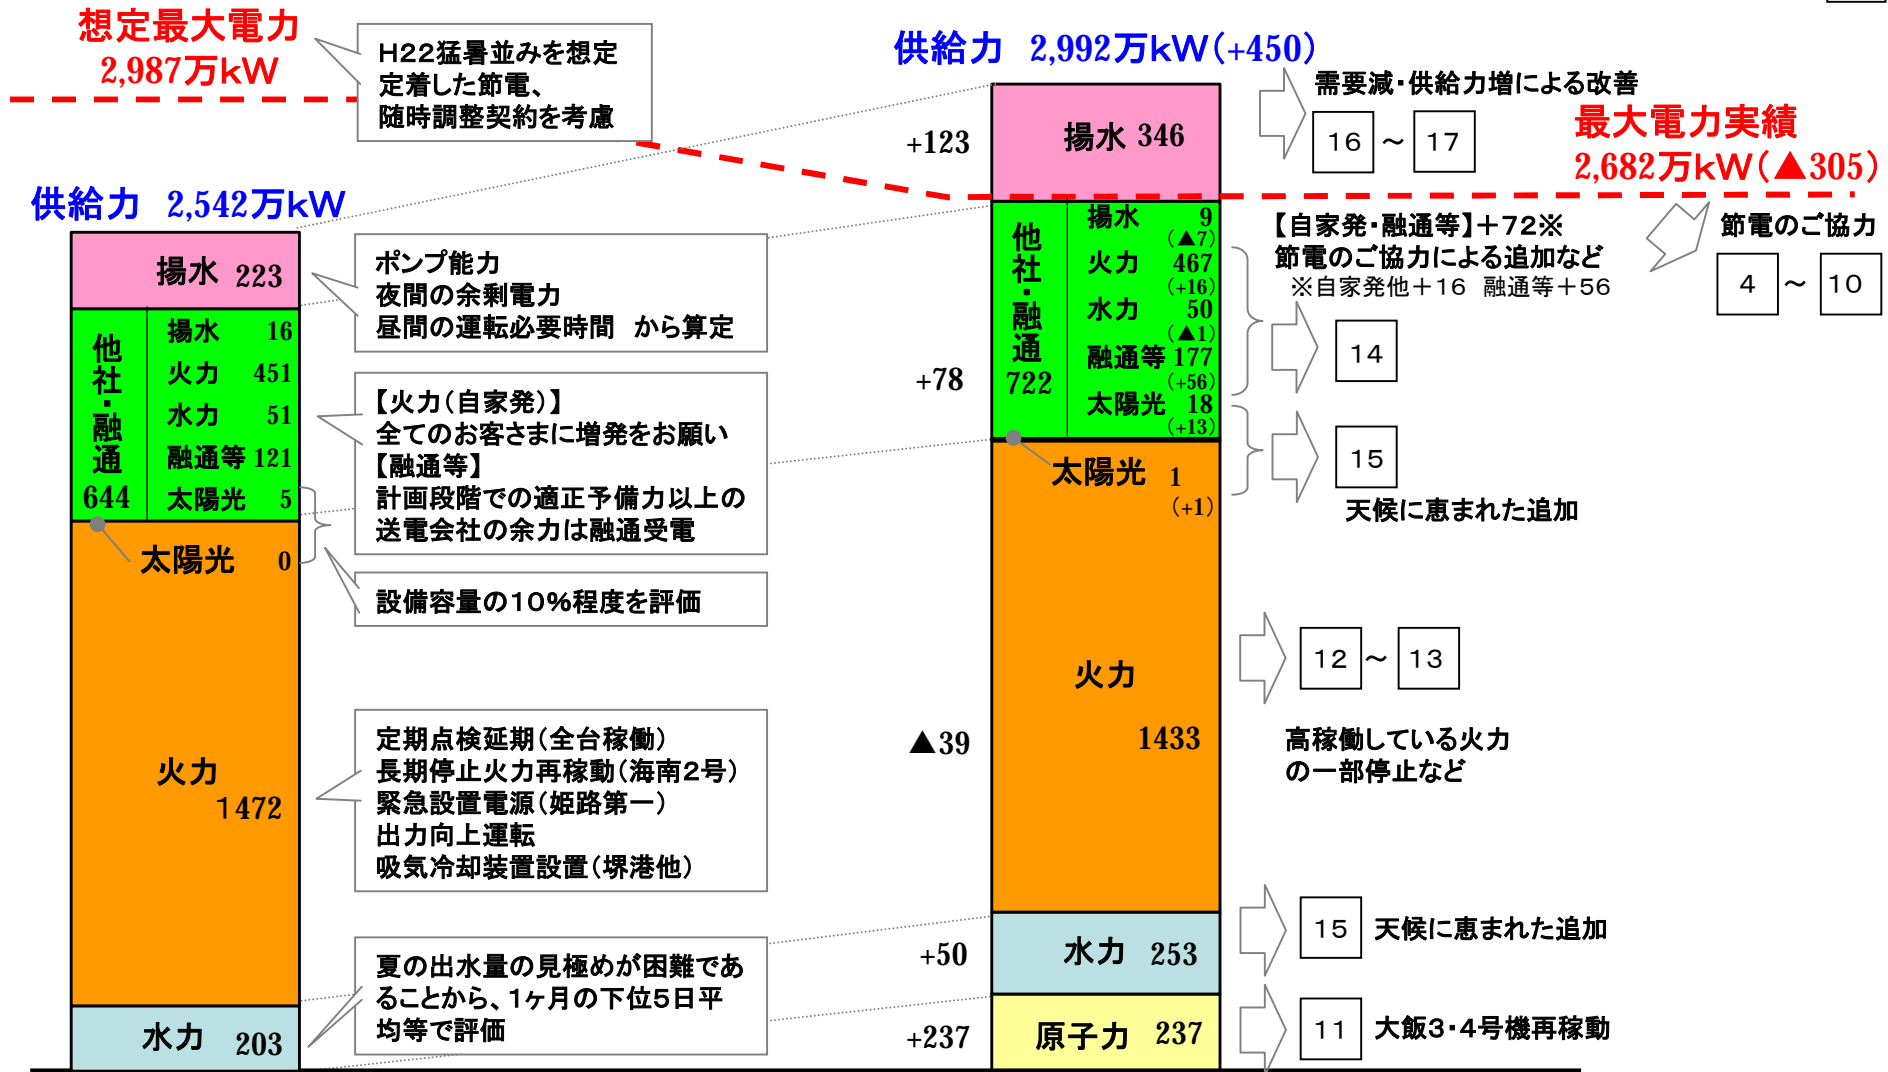 想定最大電力
2,987万kW
H22猛暑並みを想定
定着した節電、
随時調整契約を考慮
供給力 2,542万kW
揚水 223
他社・融通
644
揚水 16
火力 451
水力 51
融通等 121
太陽光 5
太陽光 0
火力
1472
水力 203
ポンプ能力
夜間の余剰電力
昼間の運転必要時間 から算定
【火力(自家発)】
全てのお客さまに増発をお願い
【融通等】
計画段階での適正予備力以上の
送電会社の余力は融通受電
設備容量の10%程度を評価
定期点検延期(全台稼働)
長期停止火力再稼動(海南2号)
緊急設置電源(姫路第一)
出力向上運転
吸気冷却装置設置(堺港他)
夏の出水量の見極めが困難であ
ることから、1ヶ月の下位5日平
均等で評価
供給力 2,992万kW(+450)
+123
+78
▲39
+50
+237
揚水 346
他社・融通
722
揚水 9
(▲7)
火力 467
(+16)
水力 50
(▲1)
融通等 177
(+56)
太陽光 18
(+13)
太陽光 1
(+1)
火力
1433
水力 253
原子力 237
需要減・供給力増による改善
16 ～ 17
最大電力実績
2,682万kW(▲305)
節電のご協力
4 ～ 10
【自家発・融通等】+72※
節電のご協力による追加など
※自家発他+16 融通等+56
14
15
天候に恵まれた追加
12 ～ 13
高稼働している火力
の一部停止など
15 天候に恵まれた追加
11 大飯3・4号機再稼動